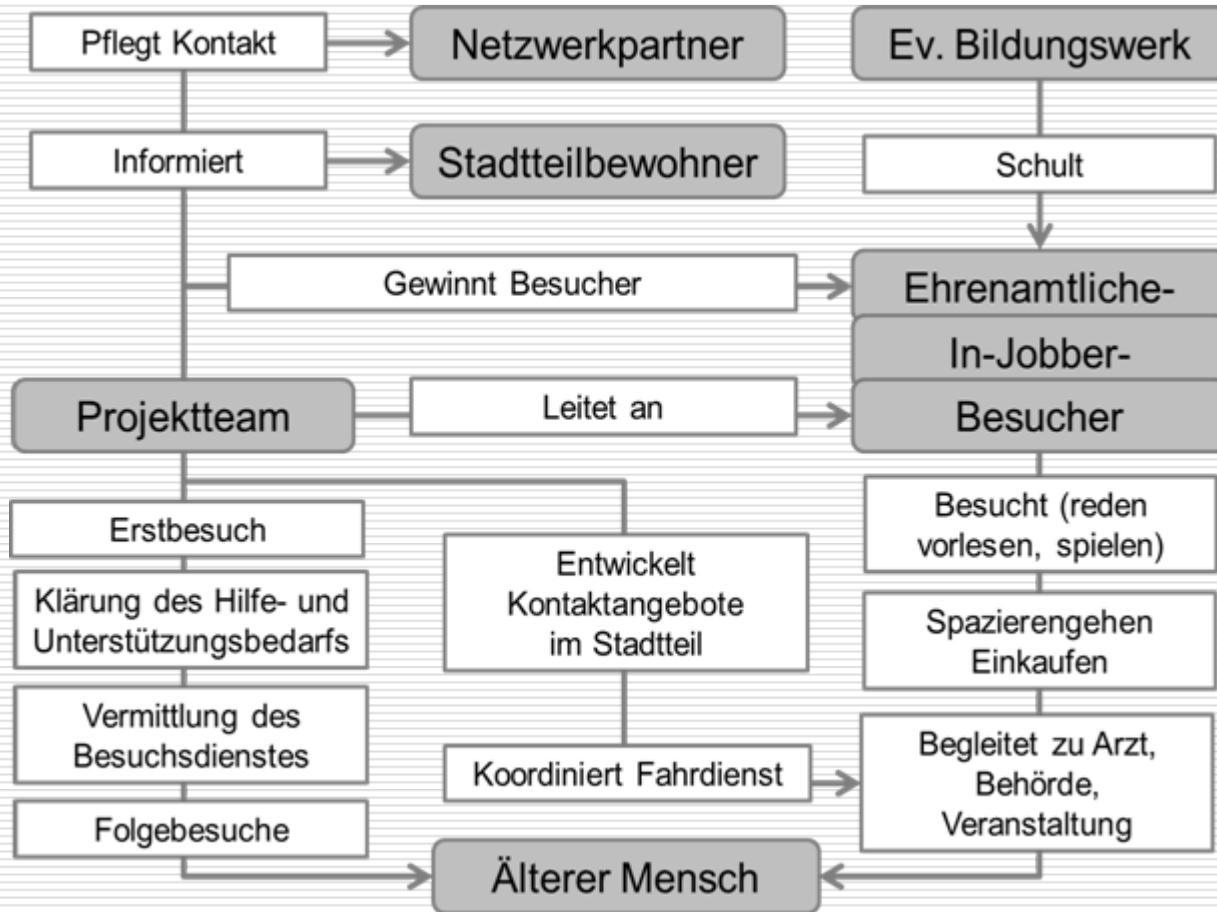 Pflegt Kontakt
Netzwerkpartner
Ev. Bildungswerk
Informiert
Stadtteilbewohner
Schult
Gewinnt Besucher
Ehrenamtliche-
In-Jobber-
Projektteam
Leitet an
Besucher
Erstbesuch
Klärung des Hilfe- und
Unterstützungsbedarfs
Vermittlung des
Besuchsdienstes
Folgebesuche
Entwickelt
Kontaktangebote
im Stadtteil
Koordiniert Fahrdienst
Besucht (reden
vorlesen, spielen)
Spazierengehen
Einkaufen
Begleitet zu Arzt,
Behörde,
Veranstaltung
Älterer Mensch